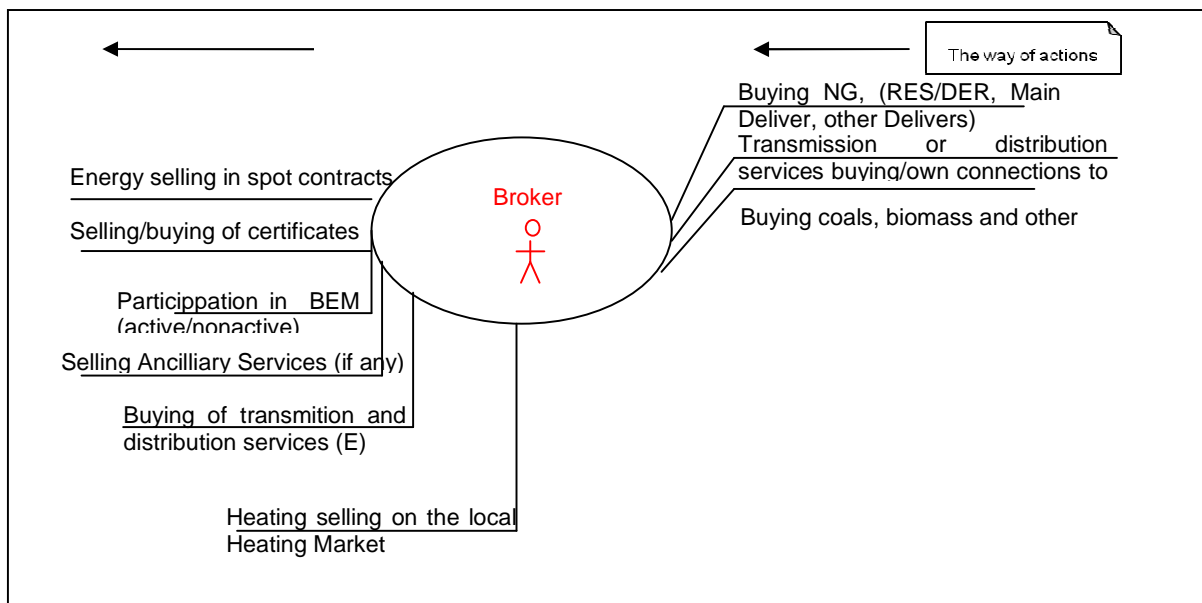 The way of actions
Buying NG, (RES/DER, Main
Deliver, other Delivers)
Transmission or distribution
services buying/own connections to
Buying coals, biomass and other
Broker
Energy selling in spot contracts
Selling/buying of certificates
Particippation in BEM
(active/nonactive)
Selling Ancilliary Services (if any)
Buying of transmition and
distribution services (E)
Heating selling on the local
Heating Market